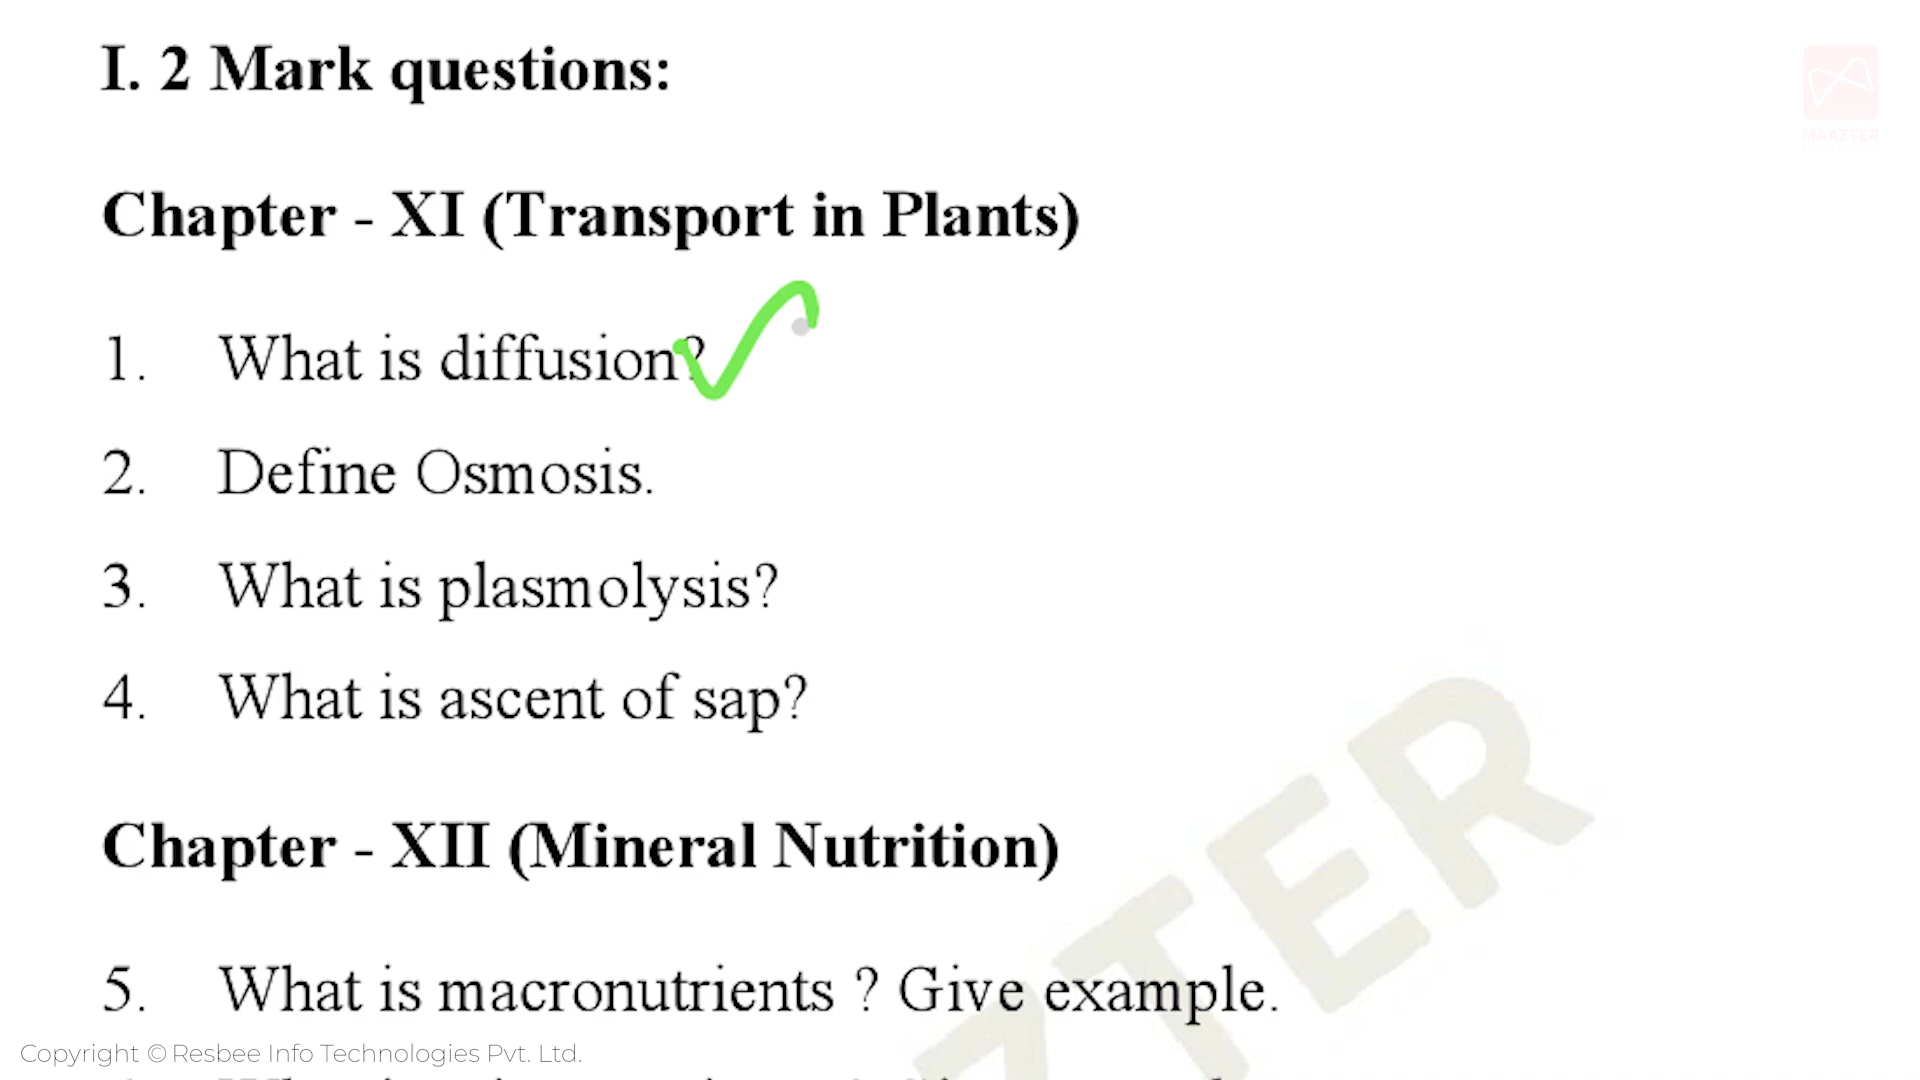 I. 2 Mark questions:
MAAZTER
Chapter - XI (Transport in Plants)
1. What is diffusion?
2. Define Osmosis.
3. What is plasmolysis?
4. What is ascent of sap?
Chapter - XII (Mineral Nutrition)
5. What is macronutrients ? Give example.
ZTER
Copyright © Resbee Info Technologies Pvt. Ltd.